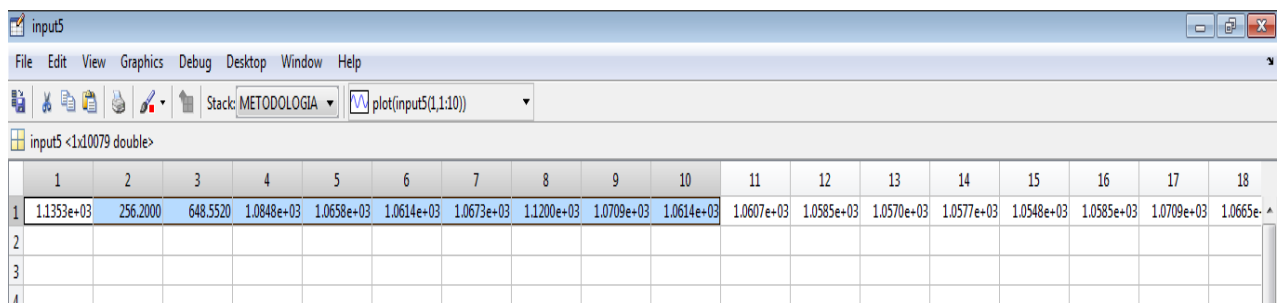 input5
File Edit View Graphics Debug Desktop Window Help
Stack: METODOLOGIA plot(input5(1,1:10))
input5 <1x10079 double>
1 2 3 4 5 6 7 8 9 10 11 12 13 14 15 16 17 18
1 1.1353e+03 256.2000 648.5520 1.0848e+03 1.0658e+03 1.0614e+03 1.0673e+03 1.1200e+03 1.0709e+03 1.0614e+03 1.0607e+03 1.0585e+03 1.0570e+03 1.0577e+03 1.0548e+03 1.0585e+03 1.0709e+03 1.0665e-
2
3
4